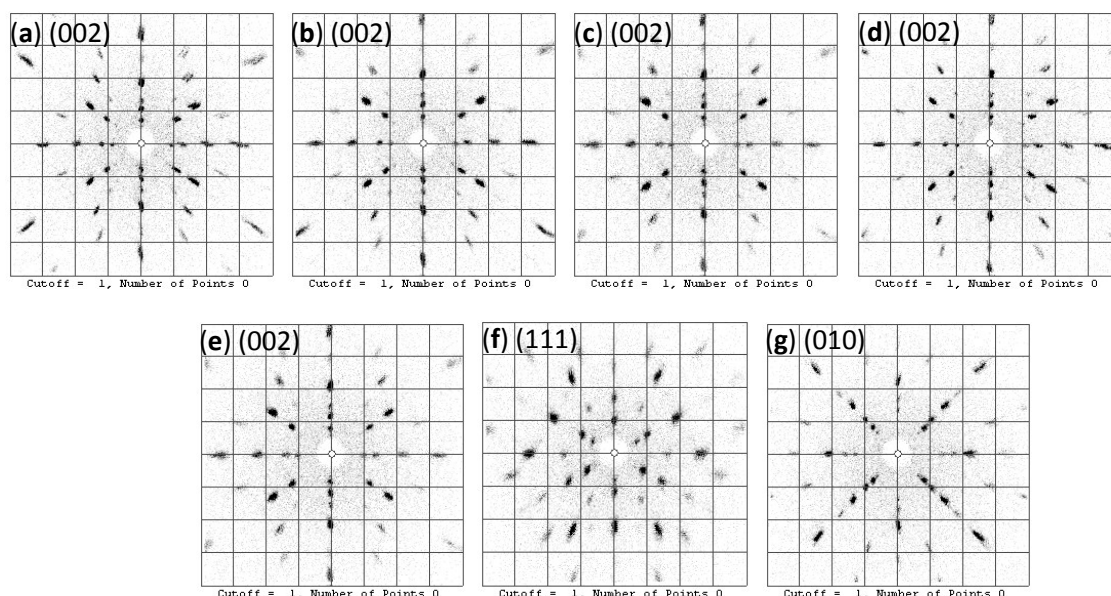 (a) (002)
(b) (002)
(c) (002)
(d) (002)
Cutoff = 1, Number of Points 0
Cutoff = 1, Number of Points 0
Cutoff = 1, Number of Points 0
Cutoff = 1, Number of Points 0
(e) (002)
(f) (111)
(g) (010)
Cutoff = 1, Number of Points 0
Cutoff = 1, Number of Points 0
Cutoff = 1, Number of Points 0